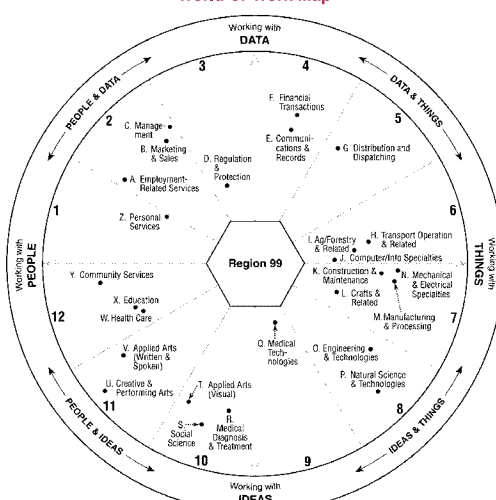 World-of-Work Map
Working with
DATA
PEOPLE & DATA
DATA & THINGS
3
4
2
5
F. Financial
Transactions
C. Manage-
ment
B. Marketing
& Sales
E. Communi-
cations &
Records
G. Distribution and
Dispatching
D. Regulation
&
Protection
A. Employment-
Related Services
1
6
Z. Personal
Services
H. Transport Operation
& Related
I. Ag/Forestry
& Related
J. Computer/Info Specialties
Working with
PEOPLE
Region 99
Working with
THINGS
Y. Community Services
K. Construction &
Maintenance
N. Mechanical
& Electrical
Specialties
X. Education
W. Health Care
L. Crafts &
Related
12
7
M. Manufacturing
& Processing
Q. Medical
Tech-
nologies
O. Engineering
& Technologies
V. Applied Arts
(Written &
Spoken)
P. Natural Science
& Technologies
U. Creative &
Performing Arts
T. Applied Arts
(Visual)
11
8
R.
Medical
Diagnosis
& Treatment
S.
Social
Science
10
9
PEOPLE & IDEAS
IDEAS & THINGS
Working with
IDEAS